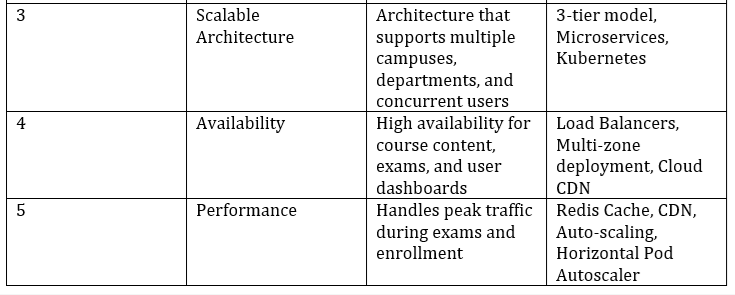 3
Scalable
Architecture
Architecture that
supports multiple
campuses,
departments, and
concurrent users
3-tier model,
Microservices,
Kubernetes
4
Availability
High availability for
course content,
exams, and user
dashboards
Load Balancers,
Multi-zone
deployment, Cloud
CDN
5
Performance
Handles peak traffic
during exams and
enrollment
Redis Cache, CDN,
Auto-scaling,
Horizontal Pod
Autoscaler